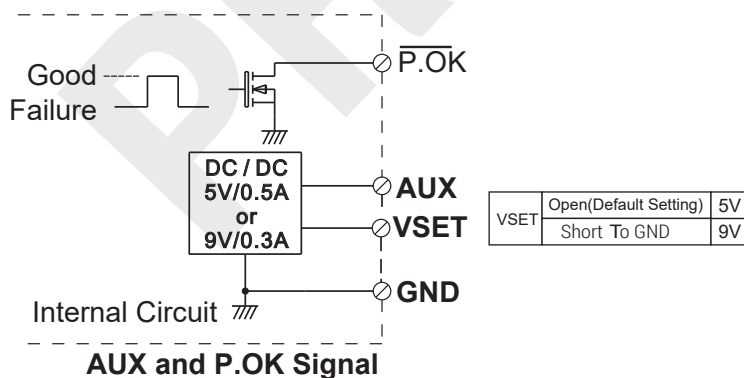 P.OK
Good
Failure
DC / DC
5V/0.5A
or
9V/0.3A
AUX
VSET
VSET Open(Default Setting) 5V
Short To GND 9V
GND
Internal Circuit
AUX and P.OK Signal